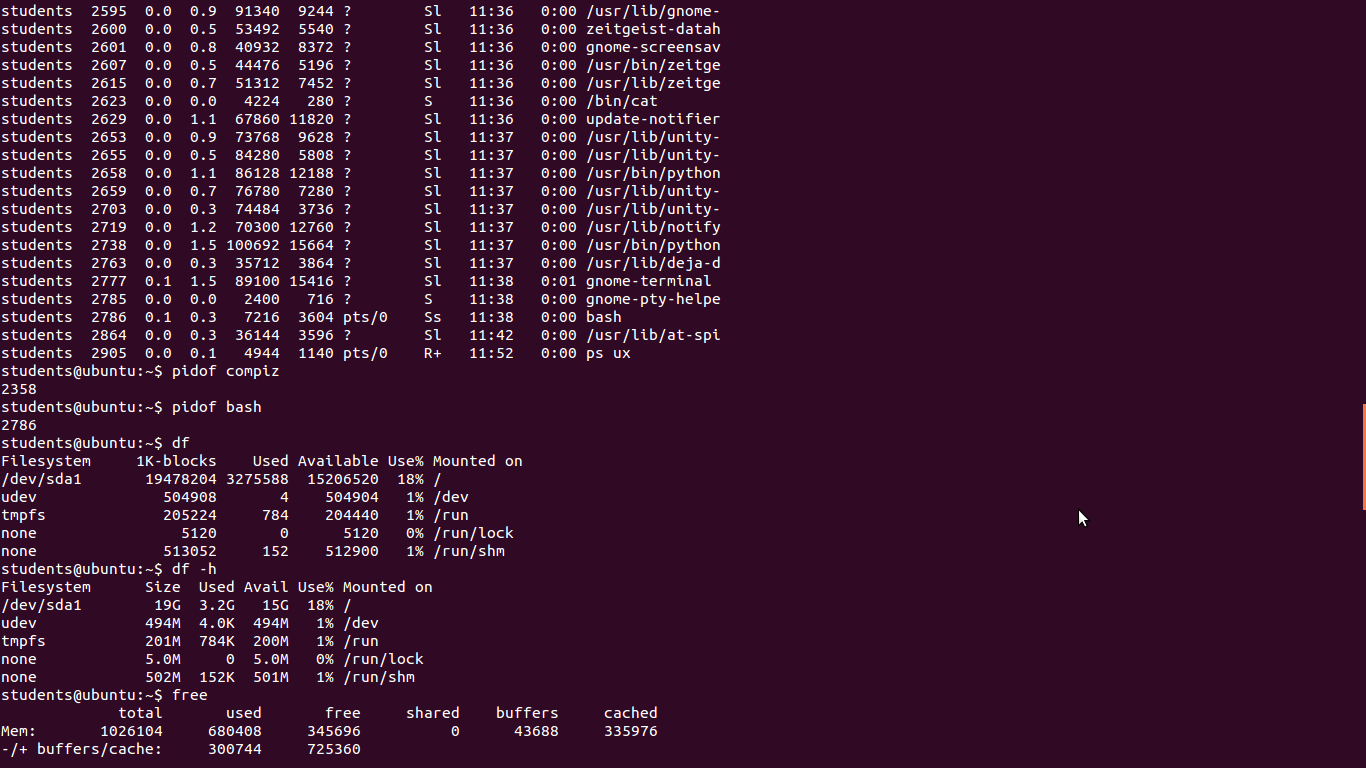 students  2595  0.0  0.9  91340  9244 ?        Sl   11:36   0:00 /usr/lib/gnome-
students  2600  0.0  0.5  53492  5540 ?        Sl   11:36   0:00 zeitgeist-datah
students  2601  0.0  0.8  40932  8372 ?        Sl   11:36   0:00 gnome-screensav
students  2607  0.0  0.5  44476  5196 ?        Sl   11:36   0:00 /usr/bin/zeitge
students  2615  0.0  0.7  51312  7452 ?        Sl   11:36   0:00 /usr/lib/zeitge
students  2623  0.0  0.0   4224   280 ?        S    11:36   0:00 /bin/cat
students  2629  0.0  1.1  67860 11820 ?        Sl   11:36   0:00 update-notifier
students  2653  0.0  0.9  73768  9628 ?        Sl   11:37   0:00 /usr/lib/unity-
students  2655  0.0  0.5  84280  5808 ?        Sl   11:37   0:00 /usr/lib/unity-
students  2658  0.0  1.1  86128 12188 ?        Sl   11:37   0:00 /usr/bin/python
students  2659  0.0  0.7  76780  7280 ?        Sl   11:37   0:00 /usr/lib/unity-
students  2703  0.0  0.3  74484  3736 ?        Sl   11:37   0:00 /usr/lib/unity-
students  2719  0.0  1.2  70300 12760 ?        Sl   11:37   0:00 /usr/lib/notify
students  2738  0.0  1.5 100692 15664 ?        Sl   11:37   0:00 /usr/bin/python
students  2763  0.0  0.3  35712  3864 ?        Sl   11:37   0:00 /usr/lib/deja-d
students  2777  0.1  1.5  89100 15416 ?        Sl   11:38   0:01 gnome-terminal
students  2785  0.0  0.0   2400   716 ?        S    11:38   0:00 gnome-pty-helpe
students  2786  0.1  0.3   7216  3604 pts/0    Ss   11:38   0:00 bash
students  2864  0.0  0.3  36144  3596 ?        Sl   11:42   0:00 /usr/lib/at-spi
students  2905  0.0  0.1   4944  1140 pts/0    R+   11:52   0:00 ps ux
students@ubuntu:~$ pidof compiz
2358
students@ubuntu:~$ pidof bash
2786
students@ubuntu:~$ df
Filesystem     1K-blocks    Used Available Use% Mounted on
/dev/sda1       19478204 3275588  15206520  18% /
udev              504908       4    504904   1% /dev
tmpfs             205224     784    204440   1% /run
none                5120       0      5120   0% /run/lock
none              513052     152    512900   1% /run/shm
students@ubuntu:~$ df -h
Filesystem      Size  Used Avail Use% Mounted on
/dev/sda1        19G  3.2G   15G  18% /
udev            494M  4.0K  494M   1% /dev
tmpfs           201M  784K  200M   1% /run
none            5.0M     0  5.0M   0% /run/lock
none            502M  152K  501M   1% /run/shm
students@ubuntu:~$ free
             total       used       free     shared    buffers     cached
Mem:       1026104     680408     345696          0      43688     335976
-/+ buffers/cache:     300744     725360